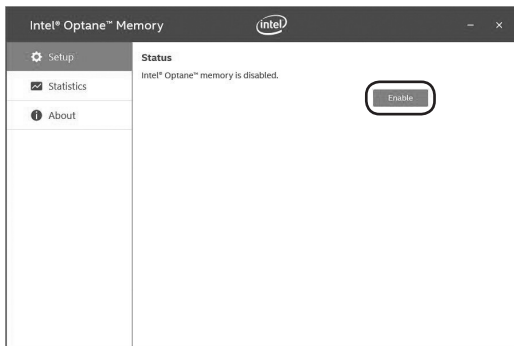 Intel® Optane™ Memory
intel
Setup
Statistics
About
Status
Intel® Optane™ memory is disabled.
Enable